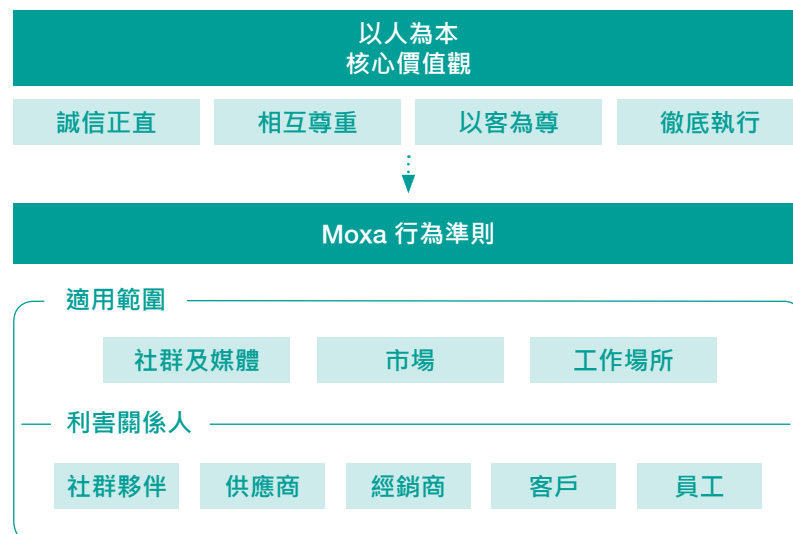 以人為本
核心價值觀
誠信正直
相互尊重
以客為尊
徹底執行
Moxa 行為準則
適用範圍
社群及媒體
市場
工作場所
利害關係人
社群夥伴
供應商
經銷商
客戶
員工